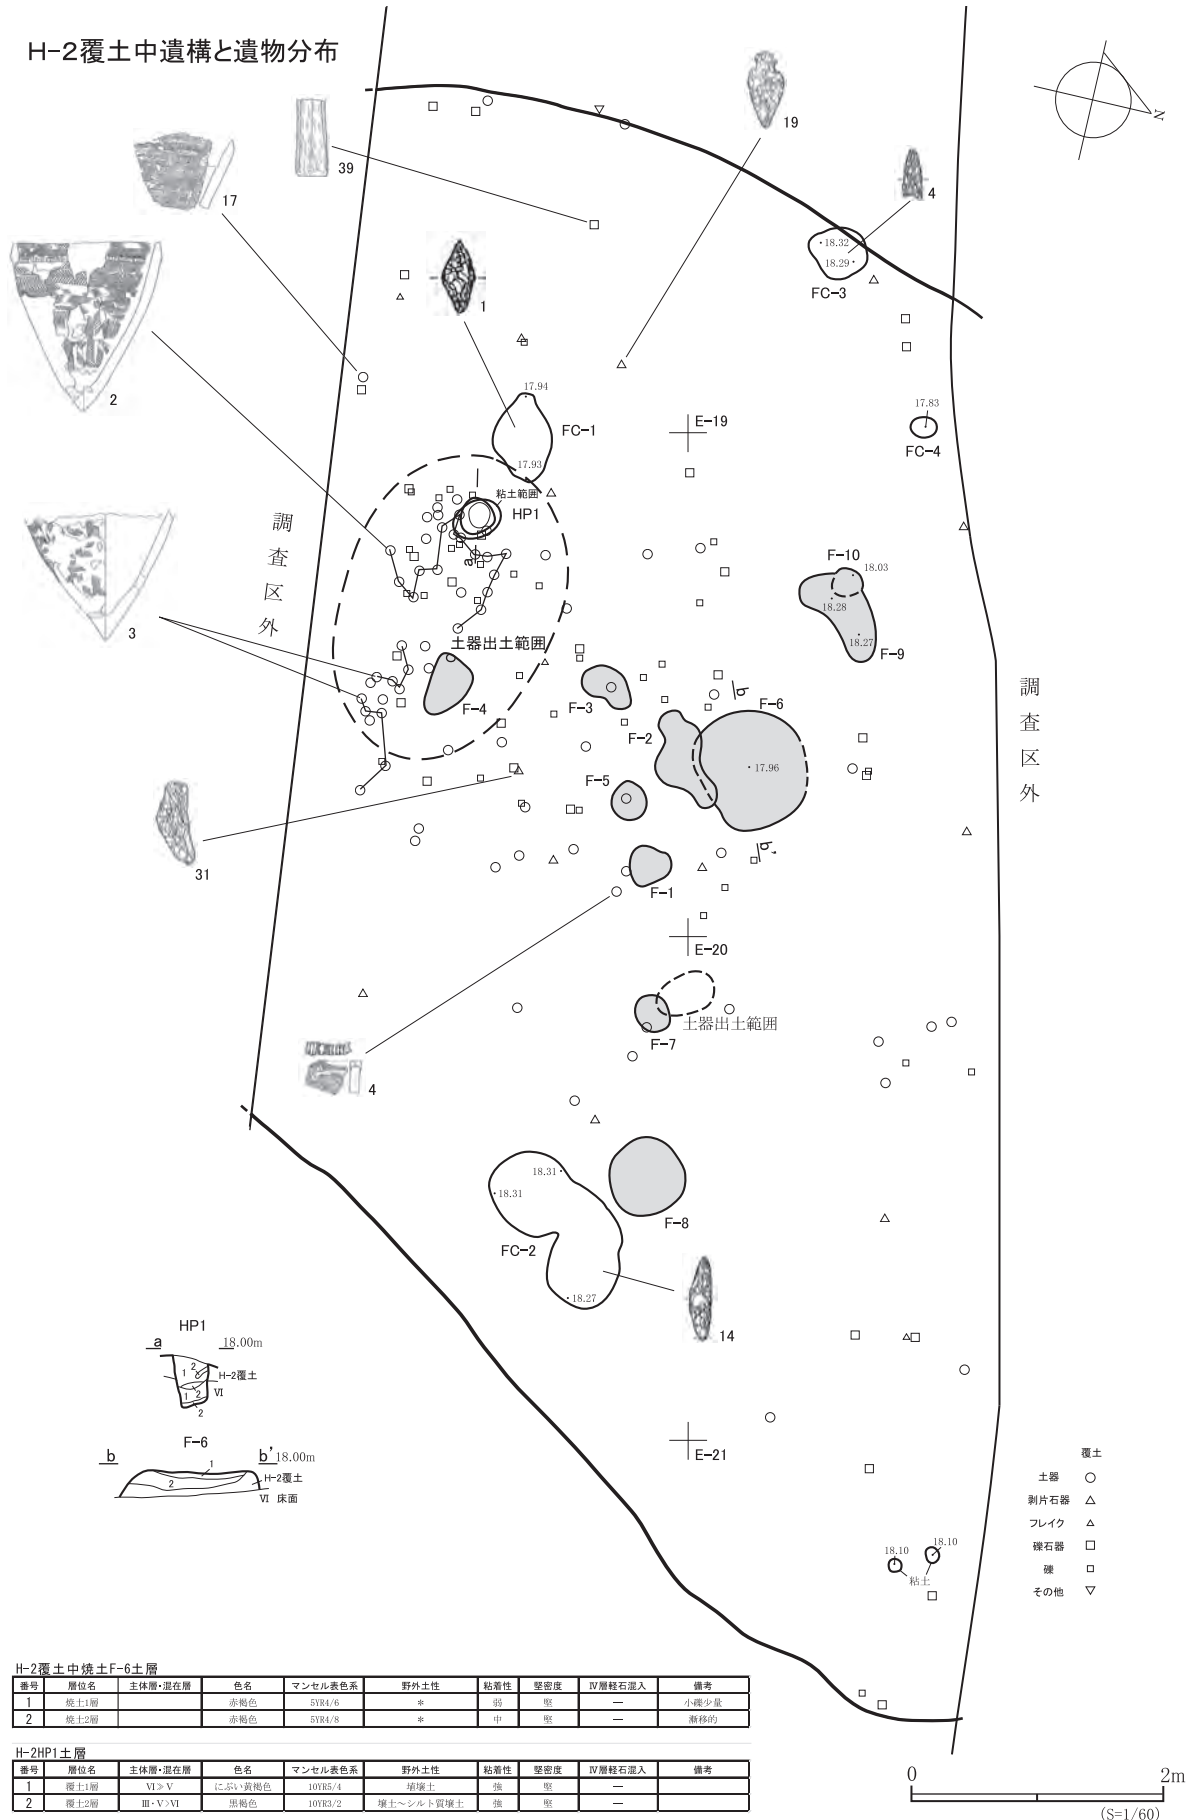 H-2覆土中遺構と遺物分布
N
19
39
4
17
18.32
18.29
FC-3
1
2
17.94
FC-1
17.93
E-19
17.83
FC-4
粘土範囲
HP1
a
調査区外
F-10
18.03
18.28
18.27
F-9
3
土器出土範囲
F-4
F-3
b
F-6
F-2
17.96
調査区外
F-5
b'
31
F-1
E-20
土器出土範囲
F-7
4
18.31
18.31
FC-2
F-8
18.27
14
HP1
a
18.00m
1
2
H-2覆土
1
2
VI
2
F-6
b
b'
18.00m
1
2
H-2覆土
VI 床面
E-21
覆土
土器 ○
剥片石器 △
フレイク △
礫石器 □
礫 □
その他 ▽
18.10
18.10
粘土
H-2覆土中焼土F-6土層
番号 層位名 主体層・混在層 色名 マンセル表色系 野外土性 粘着性 堅密度 Ⅳ層軽石混入 備考
1 焼土1層 赤褐色 5YR4/6 * 弱 堅 — 小礫少量
2 焼土2層 赤褐色 5YR4/8 * 中 堅 — 漸移的
H-2HP1土層
番号 層位名 主体層・混在層 色名 マンセル表色系 野外土性 粘着性 堅密度 Ⅳ層軽石混入 備考
1 覆土1層 VI≫V にぶい黄褐色 10YR5/4 埴壌土 強 堅 —
2 覆土2層 Ⅲ・V>VI 黒褐色 10YR3/2 壌土~シルト質壌土 強 堅 —
0 2m
(S=1/60)